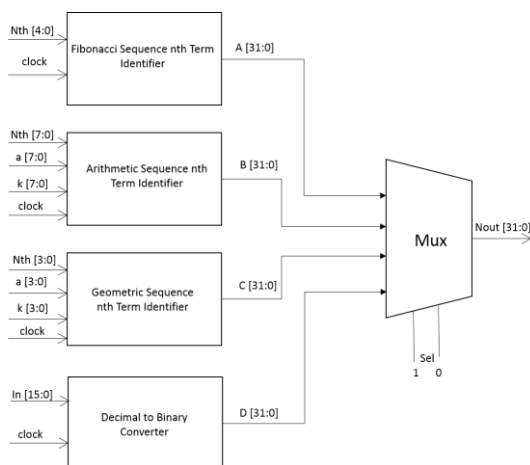 Nth [4:0]
clock
Fibonacci Sequence nth Term
Identifier
A [31:0]
Nth [7:0]
a [7:0]
k [7:0]
clock
Arithmetic Sequence nth
Term Identifier
B [31:0]
Nth [3:0]
a [3:0]
k [3:0]
clock
Geometric Sequence
nth Term Identifier
C [31:0]
In [15:0]
clock
Decimal to Binary
Converter
D [31:0]
Mux
Nout [31:0]
Sel
1 0